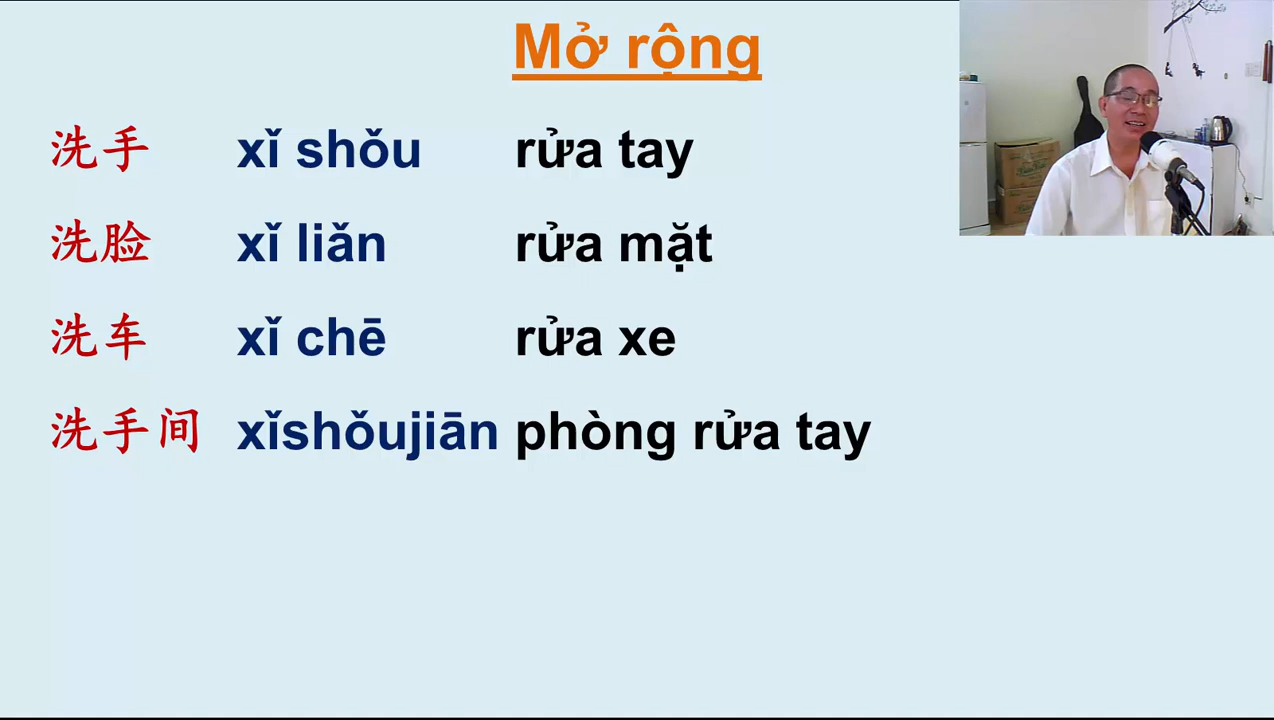 Mở rộng
洗手 xǐ shǒu rửa tay
洗脸 xǐ liǎn rửa mặt
洗车 xǐ chē rửa xe
洗手间 xǐshǒujiān phòng rửa tay